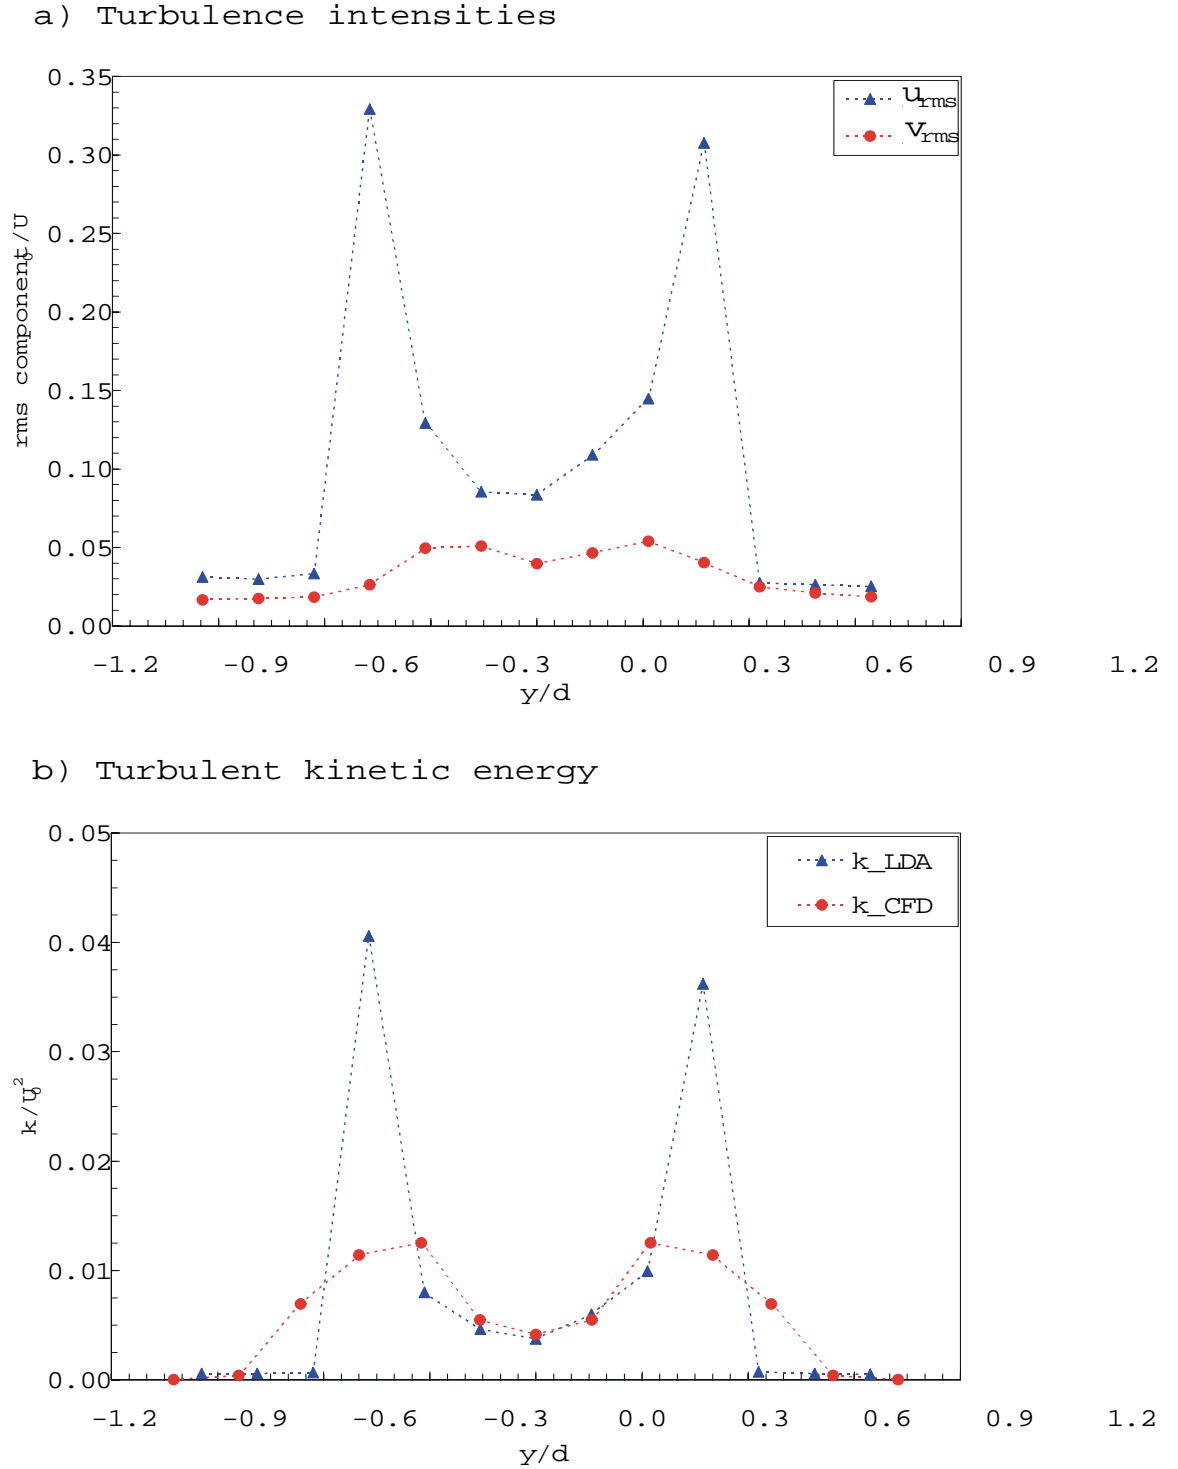 a) Turbulence intensities
0.35
0.30
0.25
0.20
0.15
0.10
0.05
0.00
rms component/U0
urms
vrms
-1.2 -0.9 -0.6 -0.3 0.0 0.3 0.6 0.9 1.2
y/d
b) Turbulent kinetic energy
0.05
0.04
0.03
0.02
0.01
0.00
k/U0²
k_LDA
k_CFD
-1.2 -0.9 -0.6 -0.3 0.0 0.3 0.6 0.9 1.2
y/d